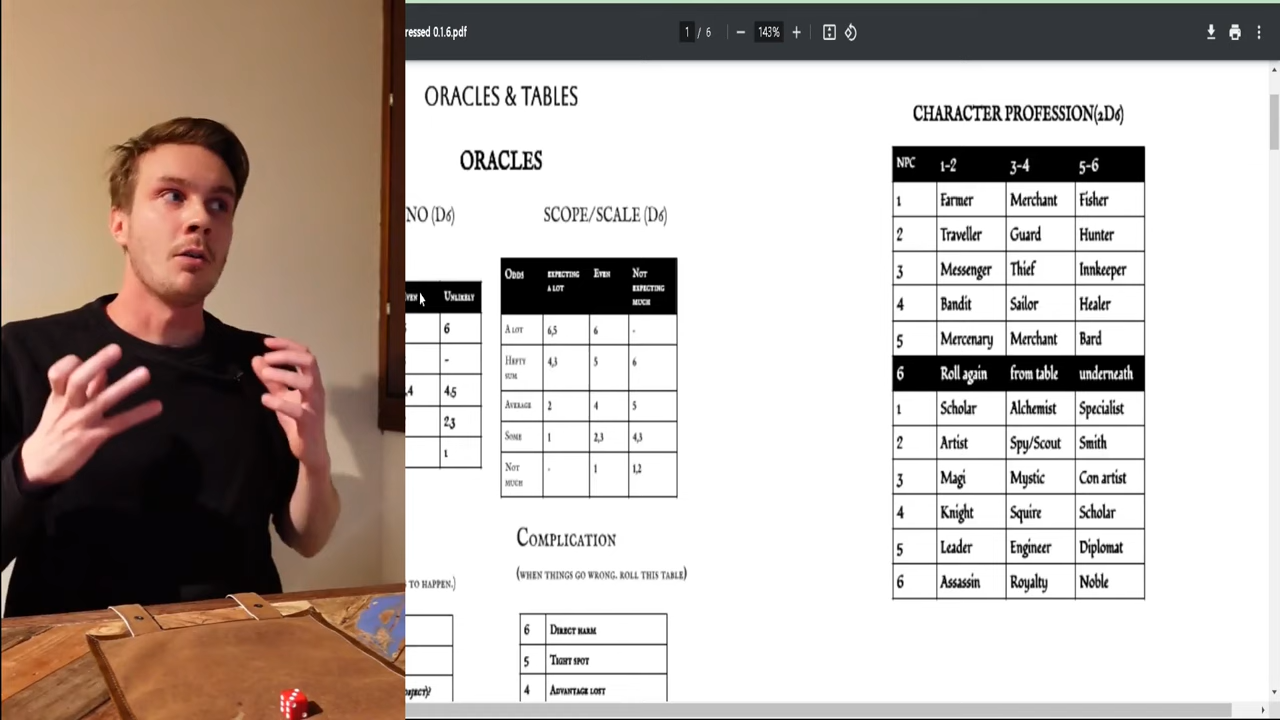 ressed 0.1.6.pdf
1 / 6
143%
ORACLES & TABLES
ORACLES
NO (D6)
UNLIKELY
6
-
4,5
2,3
1
TO HAPPEN.)
SCOPE/SCALE (D6)
ODDS EXPECTING A LOT EVEN NOT EXPECTING MUCH
A LOT 6,5 6 -
HEFTY SUM 4,3 5 6
AVERAGE 2 4 5
SOME 1 2,3 4,3
NOT MUCH - 1 1,2
COMPLICATION
(WHEN THINGS GO WRONG. ROLL THIS TABLE)
6 DIRECT HARM
5 TIGHT SPOT
4 ADVANTAGE LOST
CHARACTER PROFESSION(2D6)
NPC 1-2 3-4 5-6
1 Farmer Merchant Fisher
2 Traveller Guard Hunter
3 Messenger Thief Innkeeper
4 Bandit Sailor Healer
5 Mercenary Merchant Bard
6 Roll again from table underneath
1 Scholar Alchemist Specialist
2 Artist Spy/Scout Smith
3 Magi Mystic Con artist
4 Knight Squire Scholar
5 Leader Engineer Diplomat
6 Assassin Royalty Noble